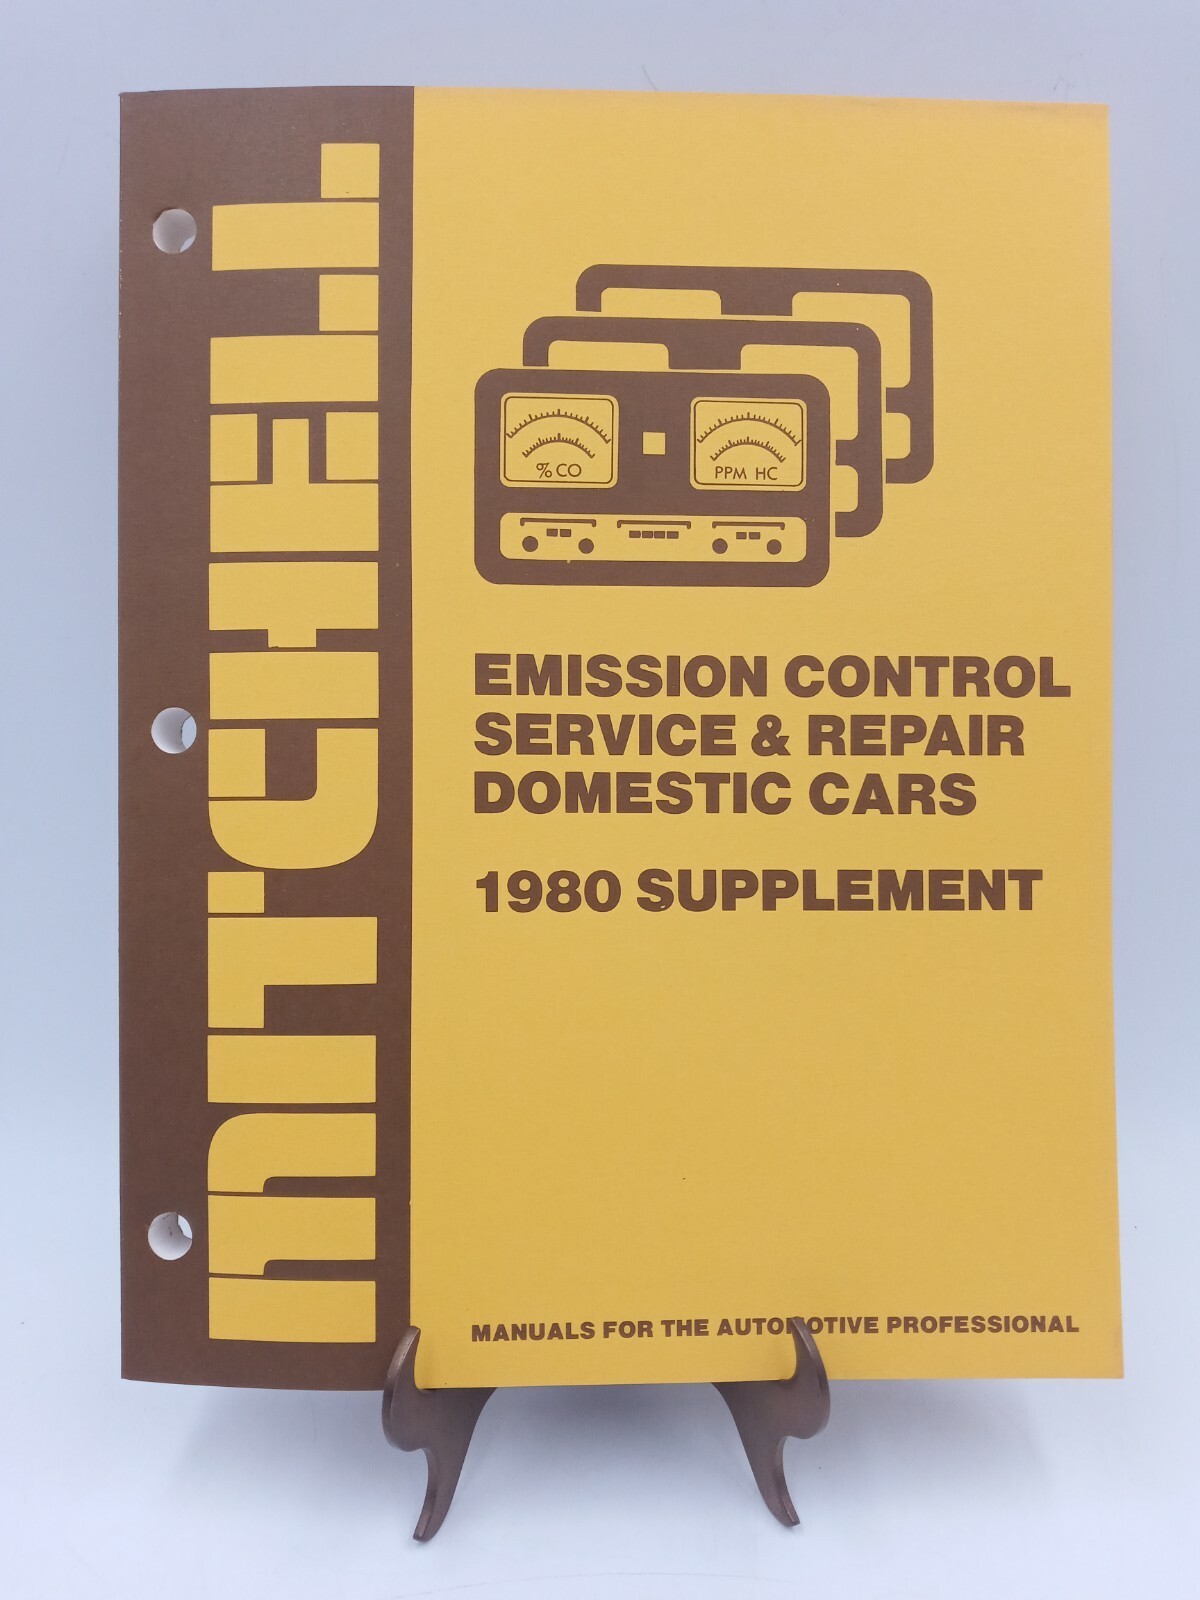 mitchell
% CO
PPM HC
EMISSION CONTROL
SERVICE & REPAIR
DOMESTIC CARS
1980 SUPPLEMENT
MANUALS FOR THE AUTOMOTIVE PROFESSIONAL